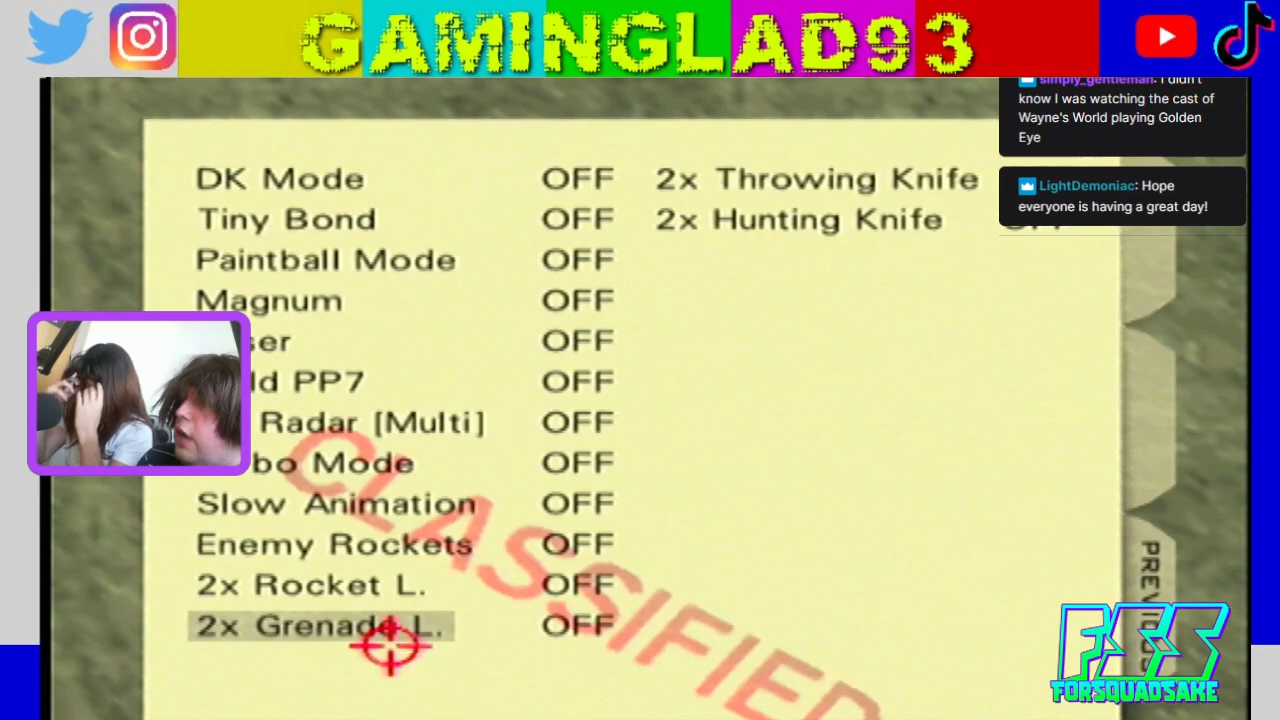 GAMINGLAD93
simply_gentleman: I didn't
know I was watching the cast of
Wayne's World playing Golden
Eye
LightDemoniac: Hope
everyone is having a great day!
DK Mode OFF 2x Throwing Knife
Tiny Bond OFF 2x Hunting Knife OFF
Paintball Mode OFF
Magnum OFF
OFF
PP7 OFF
Radar [Multi] OFF
Mode OFF
Slow Animation OFF
Enemy Rockets OFF
2x Rocket L. OFF
2x Grenade L. OFF
CLASSIFIED
PREVIOUS
FSS
FORSQUADSAKE